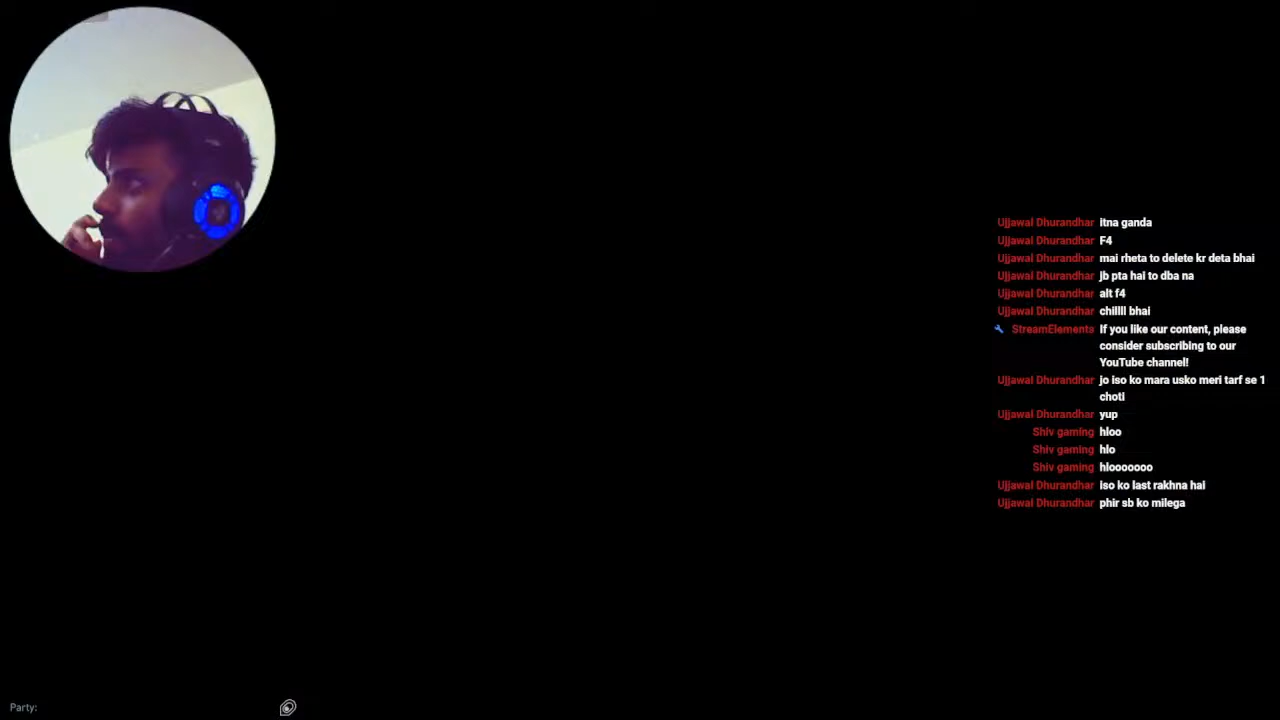 Ujjawal Dhurandhar itna ganda
Ujjawal Dhurandhar F4
Ujjawal Dhurandhar mai rheta to delete kr deta bhai
Ujjawal Dhurandhar jb pta hai to dba na
Ujjawal Dhurandhar alt f4
Ujjawal Dhurandhar chillll bhai
StreamElements If you like our content, please
consider subscribing to our
YouTube channel!
Ujjawal Dhurandhar jo iso ko mara usko meri tarf se 1
choti
Ujjawal Dhurandhar yup
Shiv gaming hloo
Shiv gaming hlo
Shiv gaming hlooooooo
Ujjawal Dhurandhar iso ko last rakhna hai
Ujjawal Dhurandhar phir sb ko milega
Party: